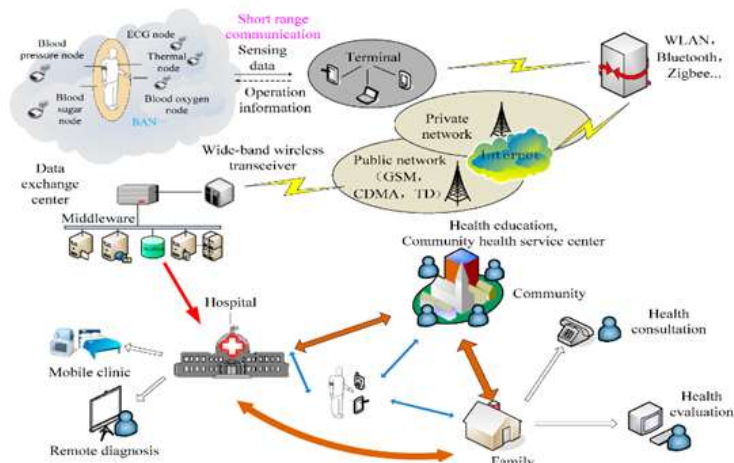 Short range
communication
ECG node
Blood
pressure node
Thermal
node
Sensing
data
Terminal
WLAN,
Bluetooth,
Zigbee...
Blood
sugar
node
Blood oxygen
node
BAN
Operation
information
Private
network
Internet
Data
exchange
center
Wide-band wireless
transceiver
Public network
(GSM,
CDMA, TD)
Middleware
Health education,
Community health service center
Hospital
Community
Health
consultation
Mobile clinic
Health
evaluation
Remote diagnosis
Family